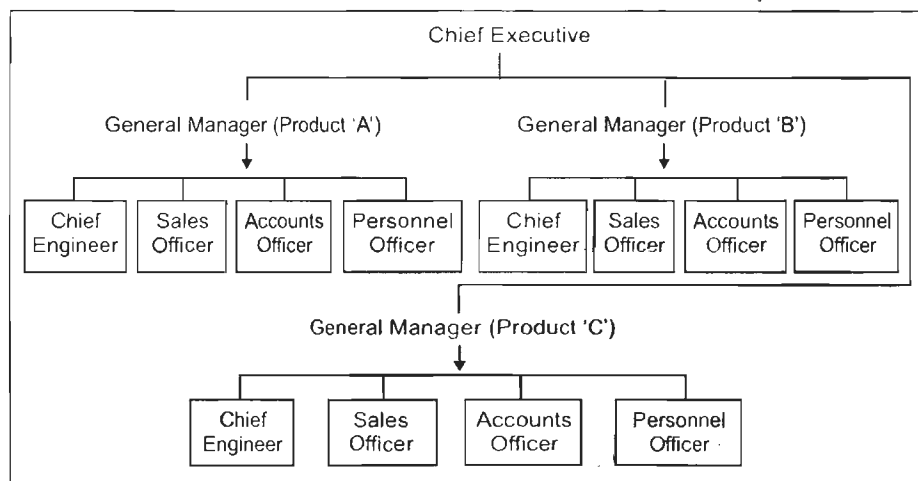 Chief Executive
General Manager (Product 'A')
General Manager (Product 'B')
Chief
Engineer
Sales
Officer
Accounts
Officer
Personnel
Officer
Chief
Engineer
Sales
Officer
Accounts
Officer
Personnel
Officer
General Manager (Product 'C')
Chief
Engineer
Sales
Officer
Accounts
Officer
Personnel
Officer